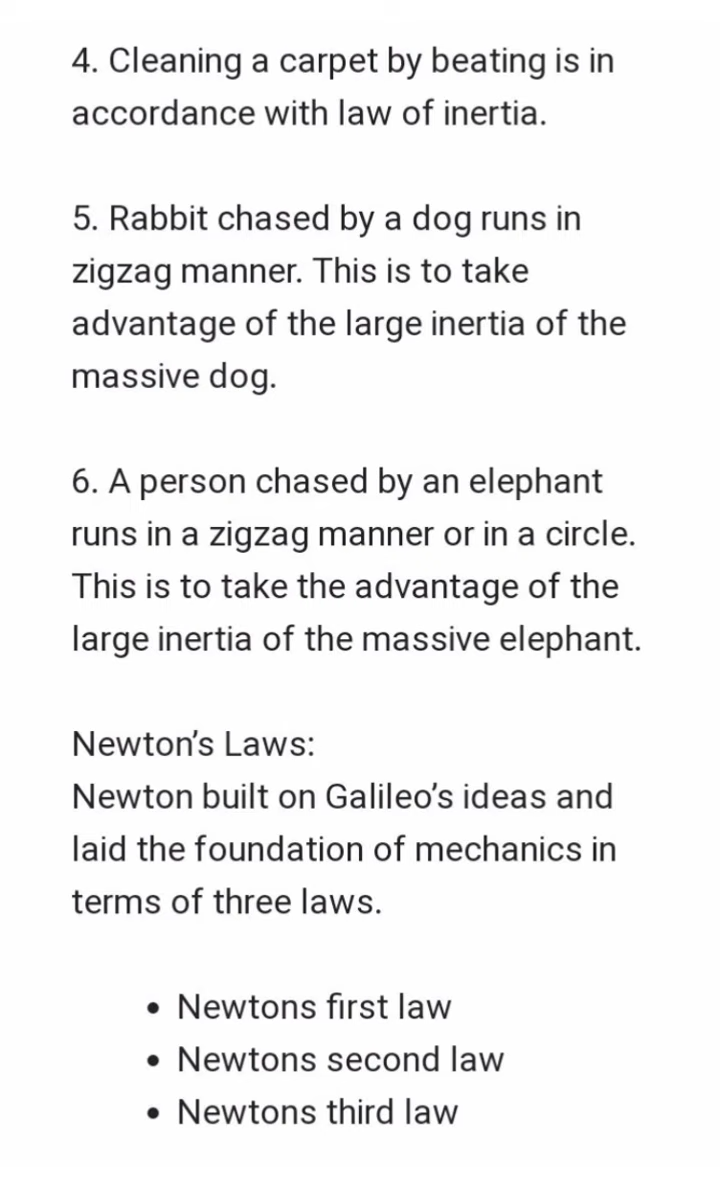 4. Cleaning a carpet by beating is in
accordance with law of inertia.
5. Rabbit chased by a dog runs in
zigzag manner. This is to take
advantage of the large inertia of the
massive dog.
6. A person chased by an elephant
runs in a zigzag manner or in a circle.
This is to take the advantage of the
large inertia of the massive elephant.
Newton's Laws:
Newton built on Galileo's ideas and
laid the foundation of mechanics in
terms of three laws.
• Newtons first law
• Newtons second law
• Newtons third law